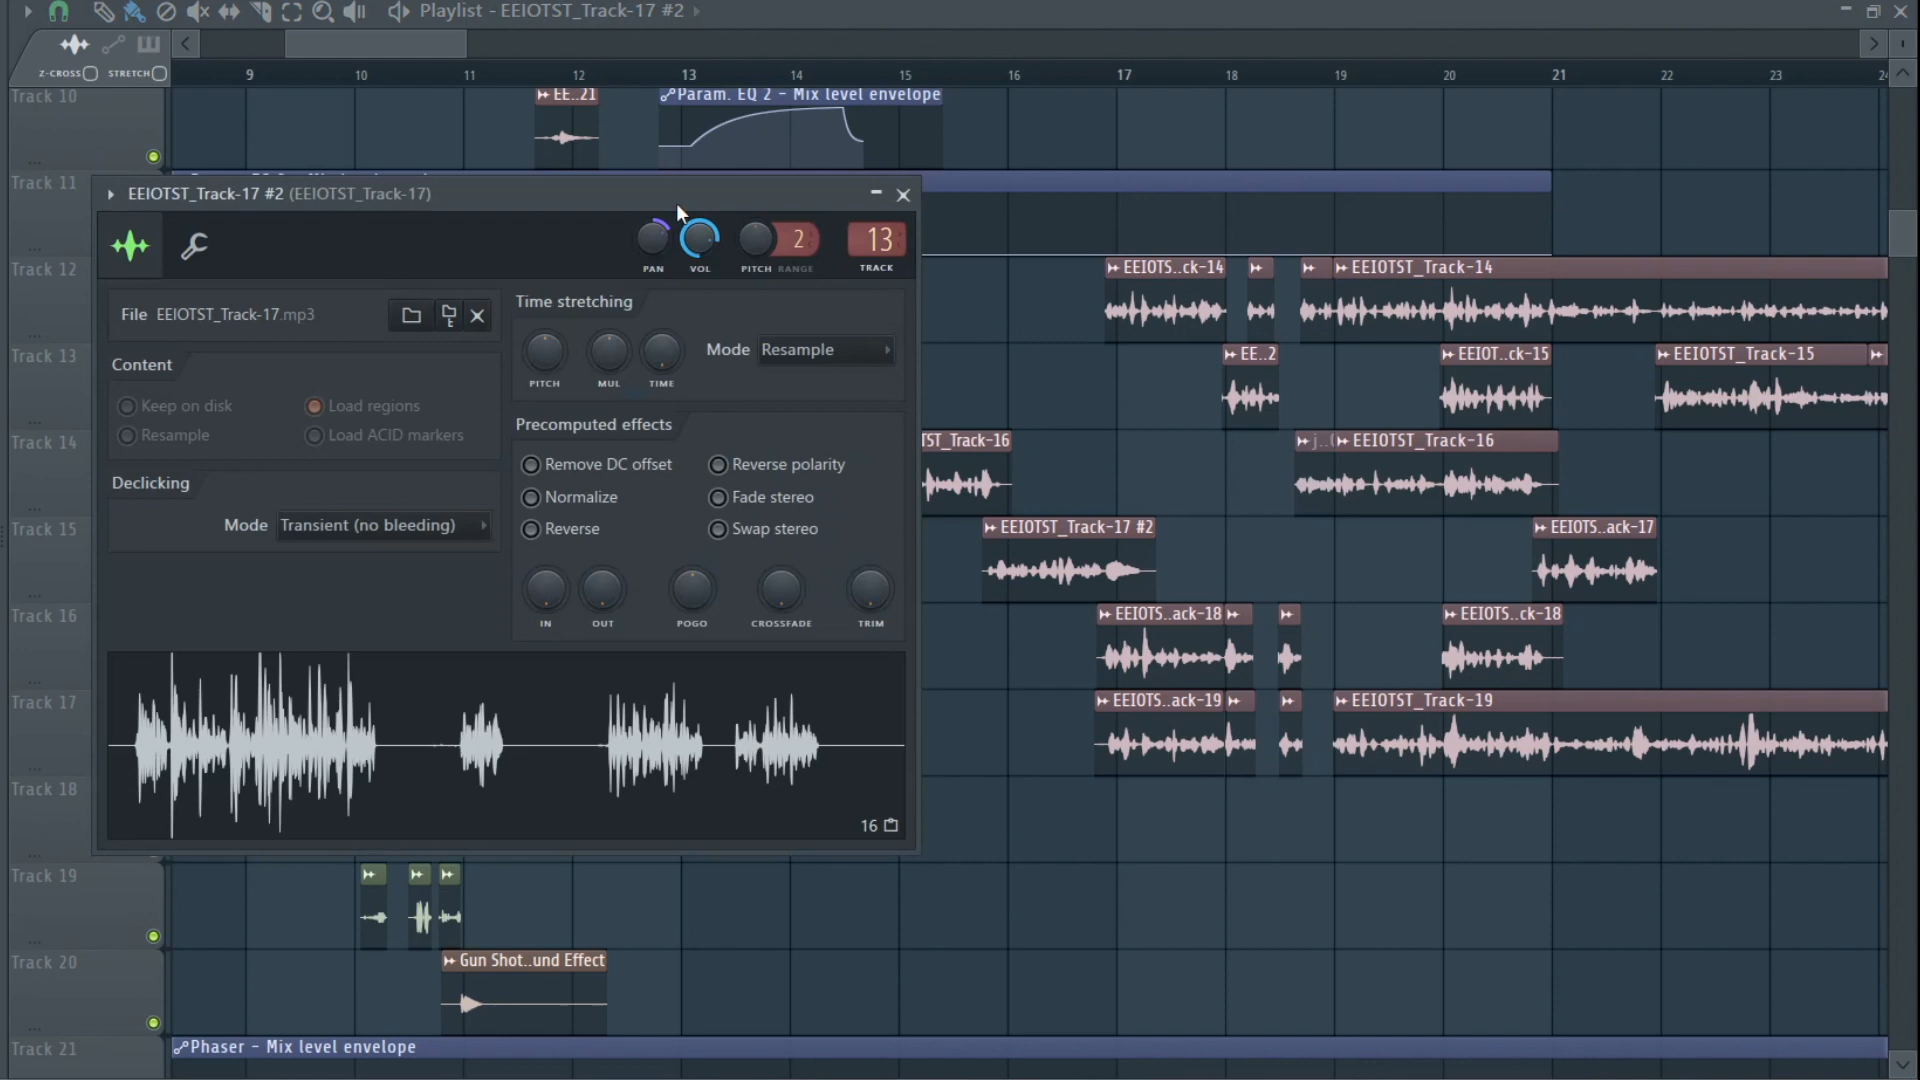 Playlist - EEIOTST_Track-17 #2
Z-CROSS STRETCH
9 10 11 12 13 14 15 16 17 18 19 20 21 22 23 24
Track 10
EE..21
Param. EQ 2 - Mix level envelope
Track 11
EEIOTST_Track-17 #2 (EEIOTST_Track-17)
2 13
PAN VOL PITCH RANGE TRACK
Track 12
EEIOTS..ck-14
EEIOTST_Track-14
File EEIOTST_Track-17.mp3
Time stretching
PITCH MUL TIME
Mode Resample
Track 13
EE..2
EEIOT..ck-15
EEIOTST_Track-15
Content
Keep on disk
Load regions
Resample
Load ACID markers
Precomputed effects
Remove DC offset
Reverse polarity
Normalize
Fade stereo
Reverse
Swap stereo
Track 14
TST_Track-16
EEIOTST_Track-16
Declicking
Mode Transient (no bleeding)
Track 15
EEIOTST_Track-17 #2
EEIOTS..ack-17
IN OUT POGO CROSSFADE TRIM
Track 16
EEIOTS..ack-18
EEIOTS..ck-18
Track 17
EEIOTS..ack-19
EEIOTST_Track-19
Track 18
16
Track 19
Track 20
Gun Shot..und Effect
Track 21
Phaser - Mix level envelope